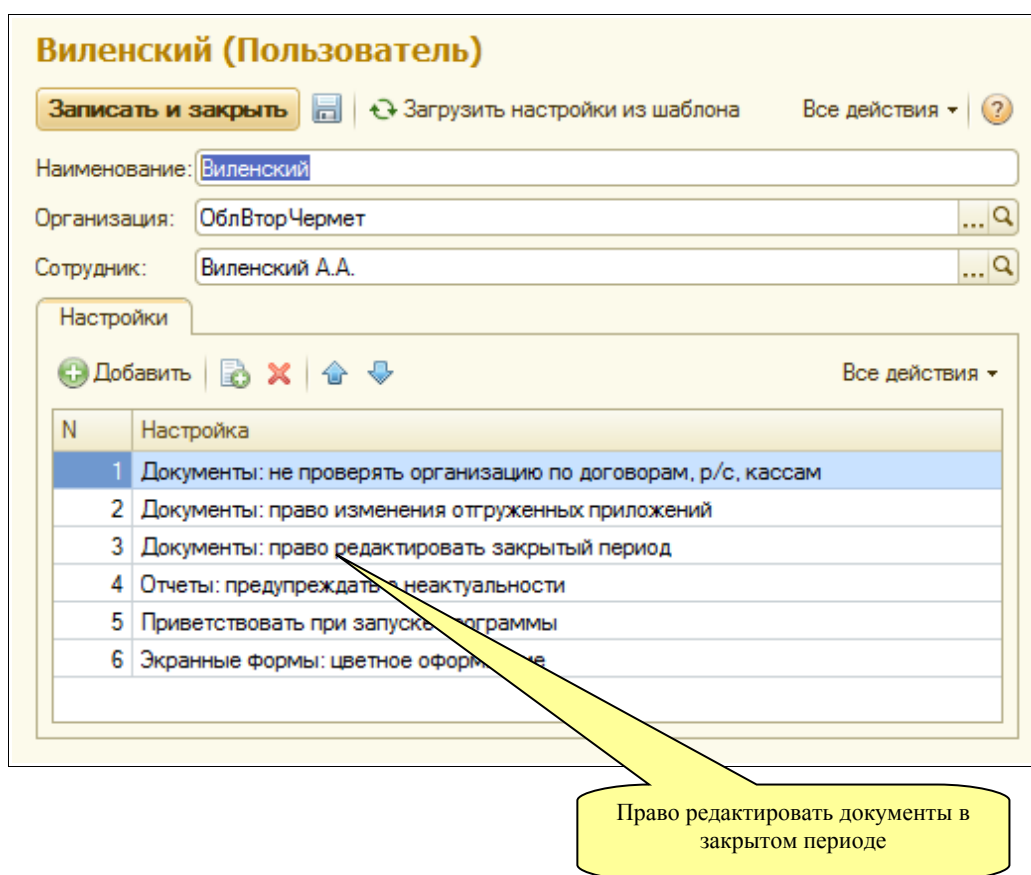 Виленский (Пользователь)
Записать и закрыть Загрузить настройки из шаблона Все действия ?
Наименование: Виленский
Организация: ОблВторЧермет ...
Сотрудник: Виленский А.А. ...
Настройки
Добавить Все действия
N Настройка
1 Документы: не проверять организацию по договорам, р/с, кассам
2 Документы: право изменения отгруженных приложений
3 Документы: право редактировать закрытый период
4 Отчеты: предупреждать неактуальности
5 Приветствовать при запуске программы
6 Экранные формы: цветное
Право редактировать документы в
закрытом периоде